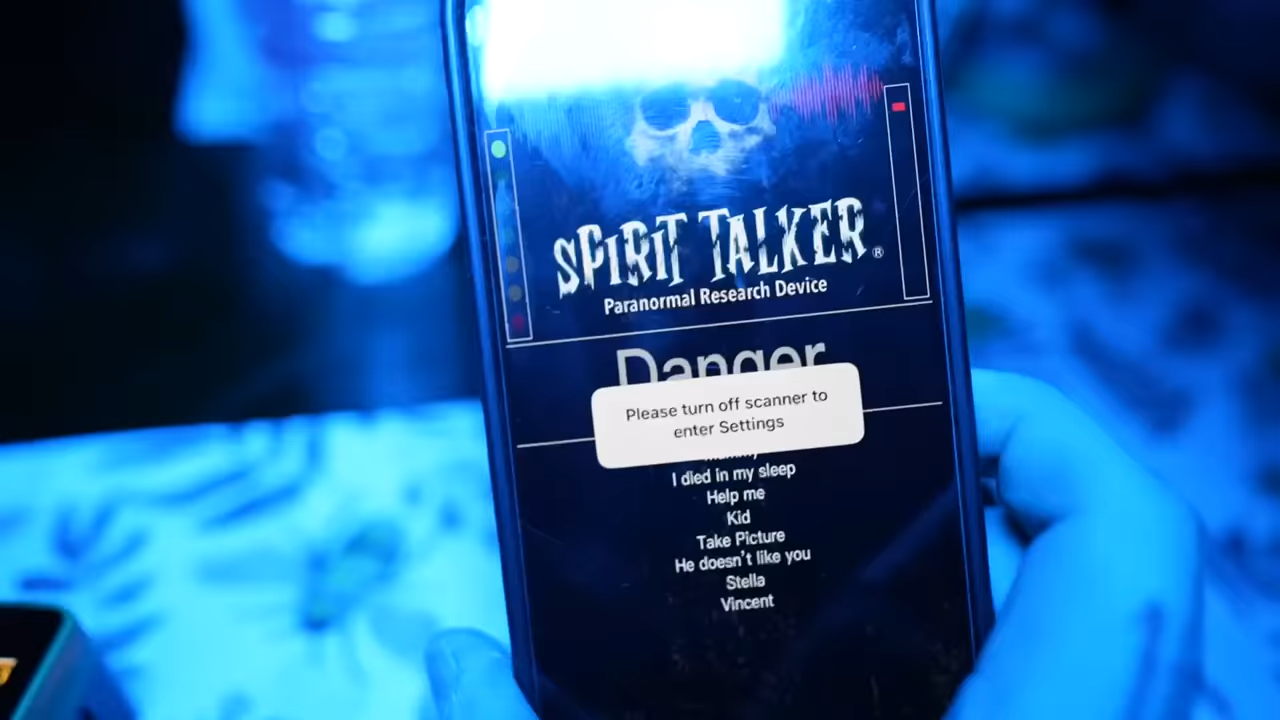 SPIRIT TALKER®
Paranormal Research Device
Danger
Please turn off scanner to
enter Settings
I died in my sleep
Help me
Kid
Take Picture
He doesn't like you
Stella
Vincent